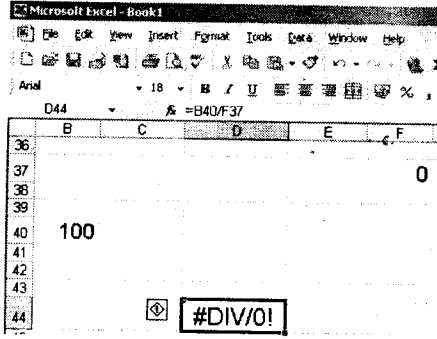 Microsoft Excel - Book1
File Edit View Insert Format Tools Data Window Help
Arial 18 B I U %
D44 fx =B40/F37
B C D E F
36
37 0
38
39
40 100
41
42
43
44 #DIV/0!